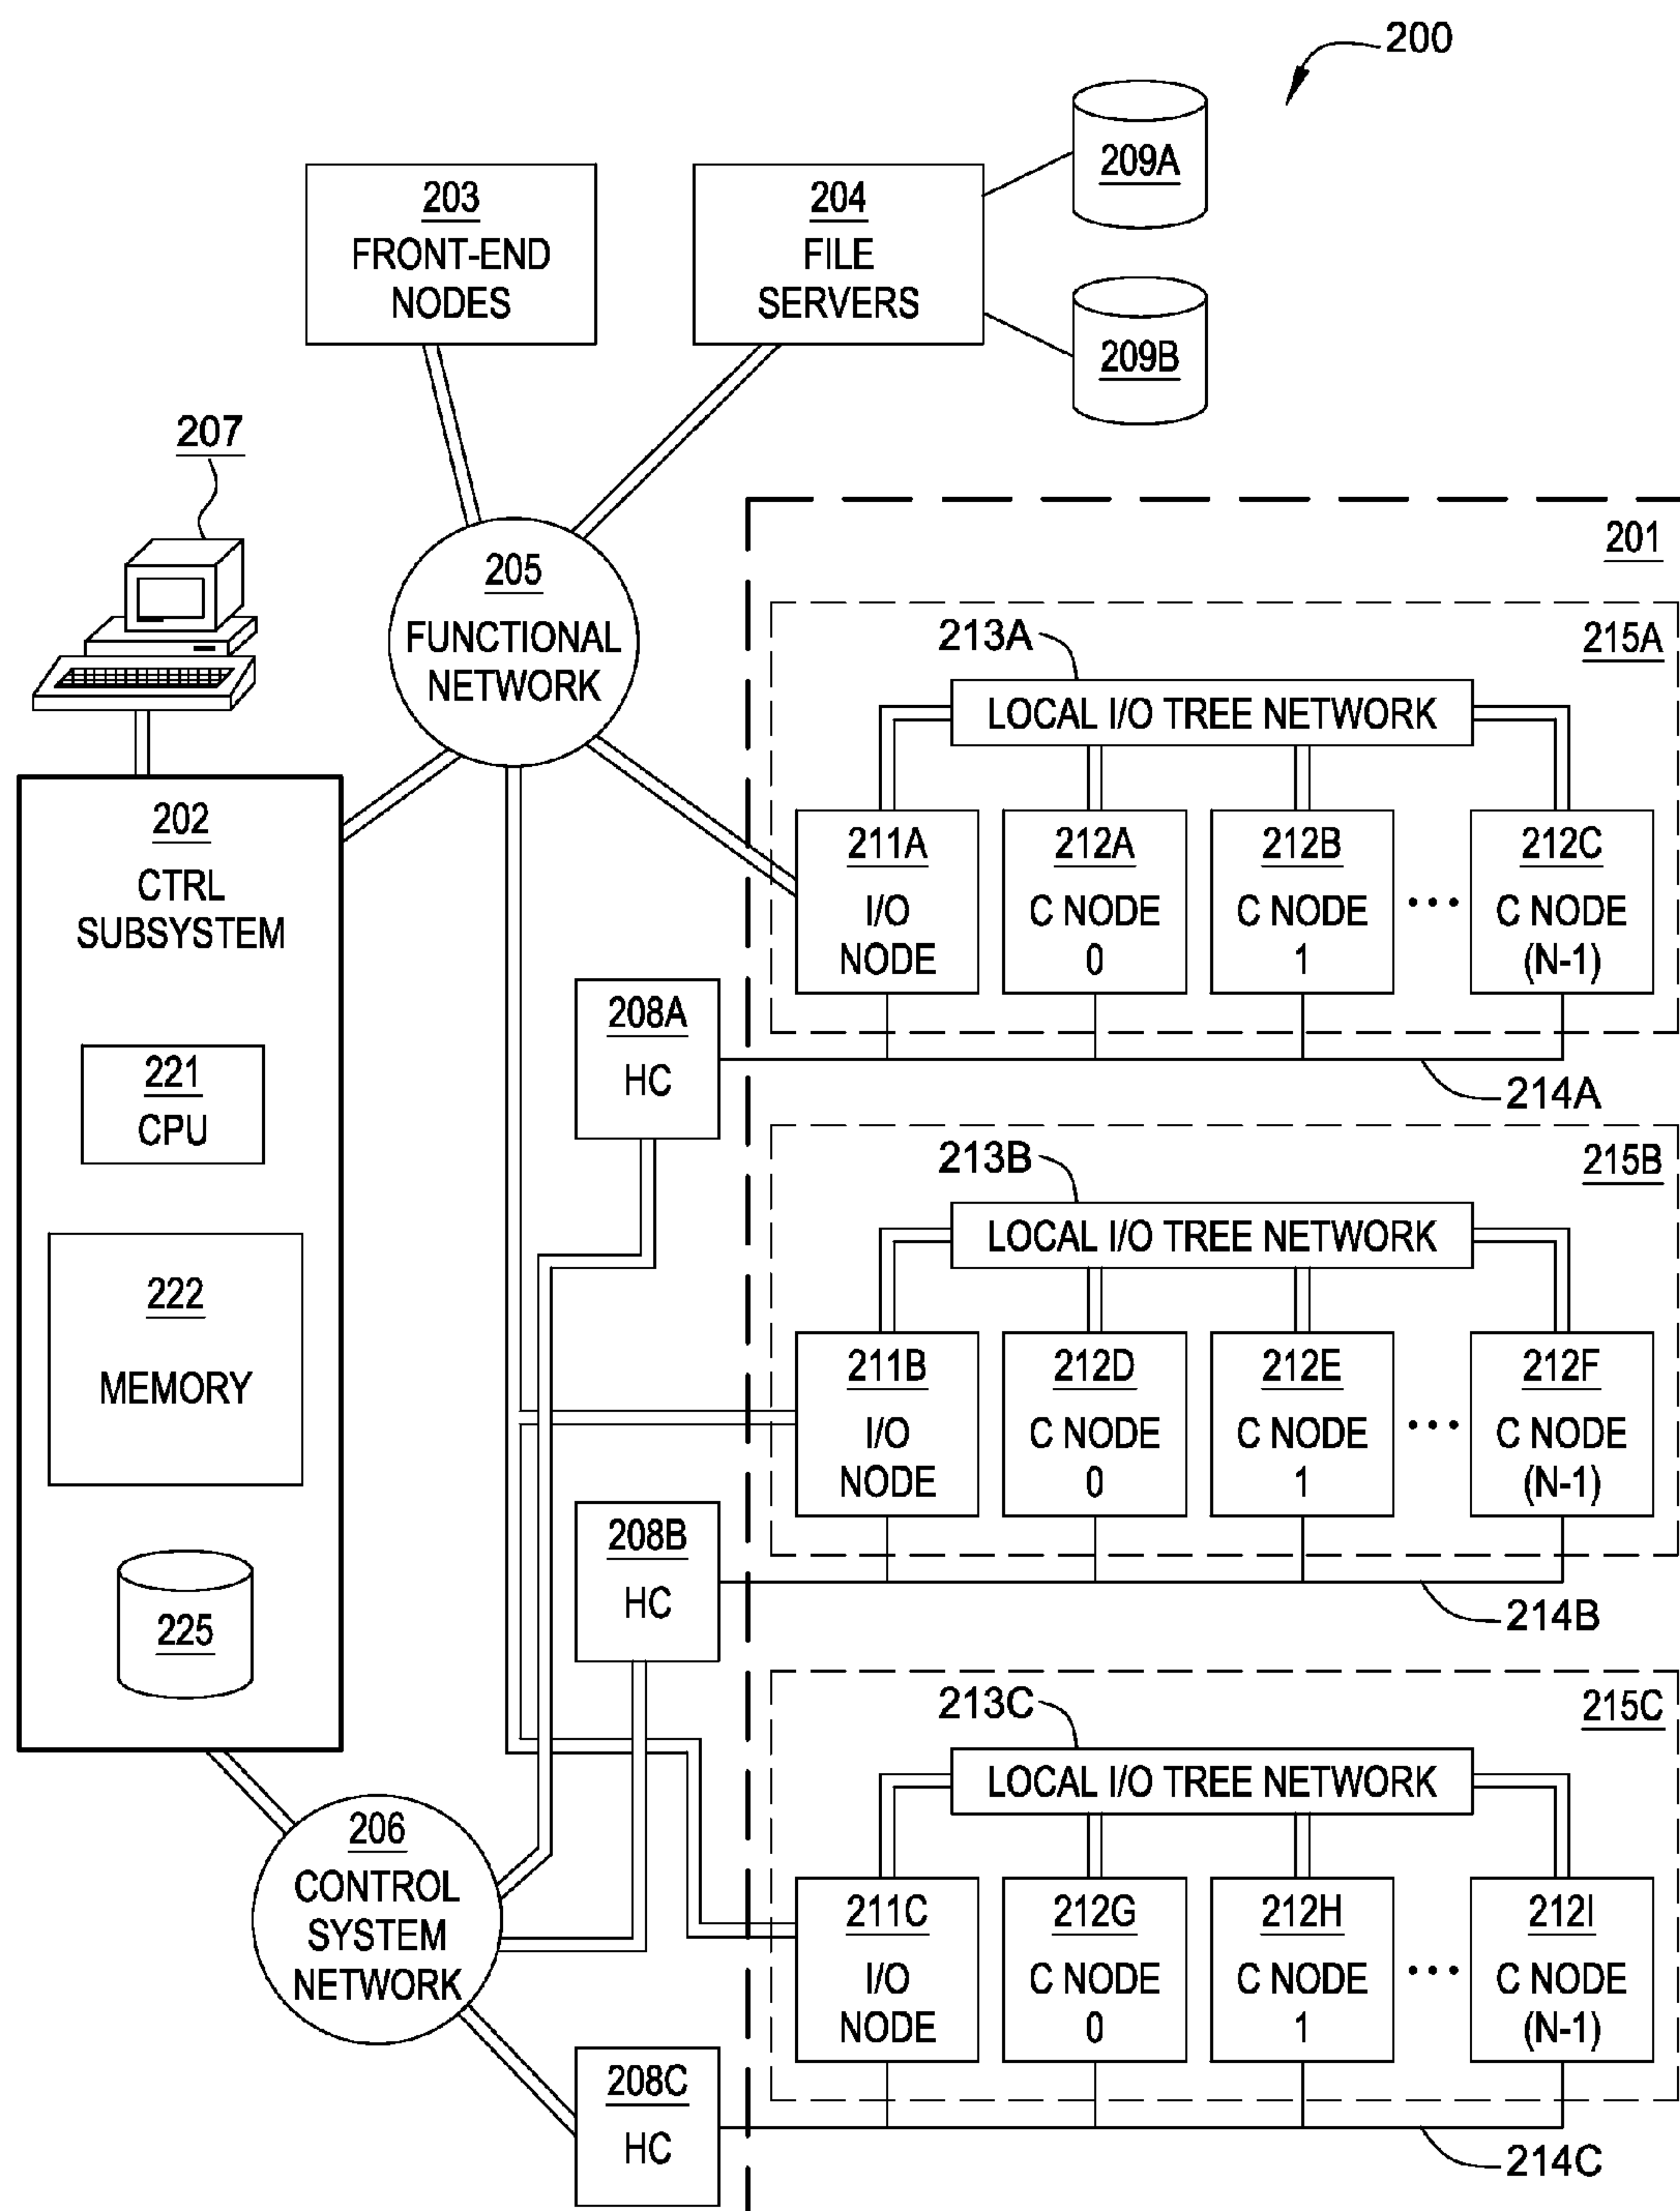 200
203
FRONT-END
NODES
204
FILE
SERVERS
209A
209B
207
205
FUNCTIONAL
NETWORK
201
202
CTRL
SUBSYSTEM
221
CPU
222
MEMORY
225
206
CONTROL
SYSTEM
NETWORK
208A
HC
208B
HC
208C
HC
215A
213A
LOCAL I/O TREE NETWORK
211A
I/O
NODE
212A
C NODE
0
212B
C NODE
1
•••
212C
C NODE
(N-1)
214A
215B
213B
LOCAL I/O TREE NETWORK
211B
I/O
NODE
212D
C NODE
0
212E
C NODE
1
•••
212F
C NODE
(N-1)
214B
215C
213C
LOCAL I/O TREE NETWORK
211C
I/O
NODE
212G
C NODE
0
212H
C NODE
1
•••
212I
C NODE
(N-1)
214C